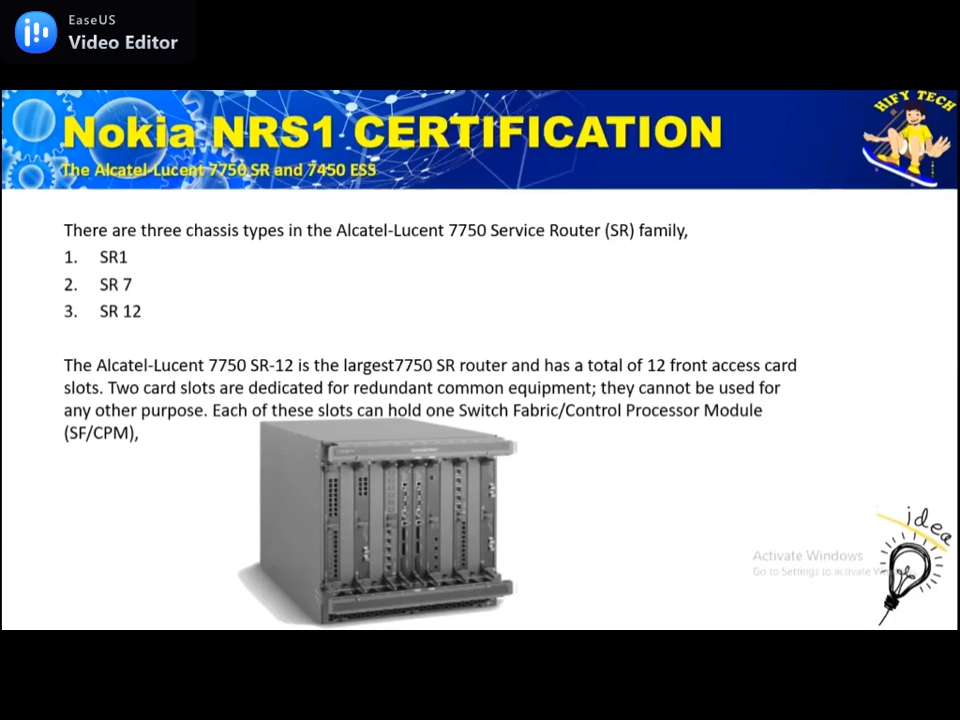 EaseUS
Video Editor
HIFY TECH
Nokia NRS1 CERTIFICATION
The Alcatel-Lucent 7750 SR and 7450 ESS
There are three chassis types in the Alcatel-Lucent 7750 Service Router (SR) family,
1. SR1
2. SR 7
3. SR 12
The Alcatel-Lucent 7750 SR-12 is the largest7750 SR router and has a total of 12 front access card
slots. Two card slots are dedicated for redundant common equipment; they cannot be used for
any other purpose. Each of these slots can hold one Switch Fabric/Control Processor Module
(SF/CPM),
idea
Activate Windows
Go to Settings to activate